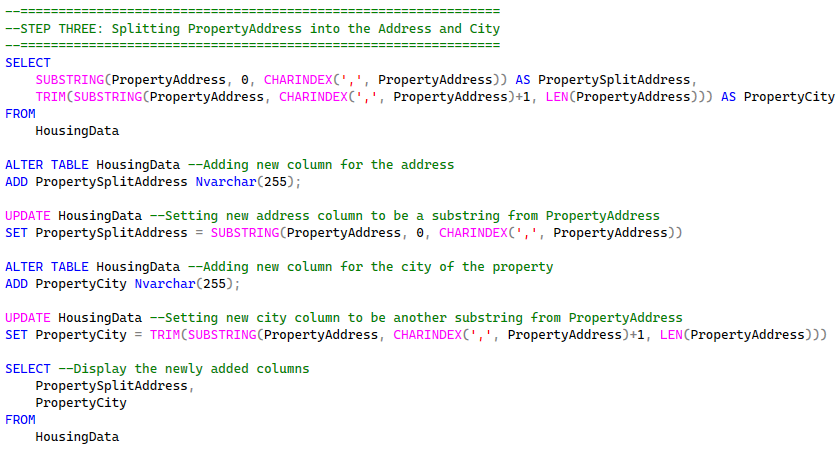 --===============================================================
--STEP THREE: Splitting PropertyAddress into the Address and City
--===============================================================
SELECT
    SUBSTRING(PropertyAddress, 0, CHARINDEX(',', PropertyAddress)) AS PropertySplitAddress,
    TRIM(SUBSTRING(PropertyAddress, CHARINDEX(',', PropertyAddress)+1, LEN(PropertyAddress))) AS PropertyCity
FROM
    HousingData

ALTER TABLE HousingData --Adding new column for the address
ADD PropertySplitAddress Nvarchar(255);

UPDATE HousingData --Setting new address column to be a substring from PropertyAddress
SET PropertySplitAddress = SUBSTRING(PropertyAddress, 0, CHARINDEX(',', PropertyAddress))

ALTER TABLE HousingData --Adding new column for the city of the property
ADD PropertyCity Nvarchar(255);

UPDATE HousingData --Setting new city column to be another substring from PropertyAddress
SET PropertyCity = TRIM(SUBSTRING(PropertyAddress, CHARINDEX(',', PropertyAddress)+1, LEN(PropertyAddress)))

SELECT --Display the newly added columns
    PropertySplitAddress,
    PropertyCity
FROM
    HousingData